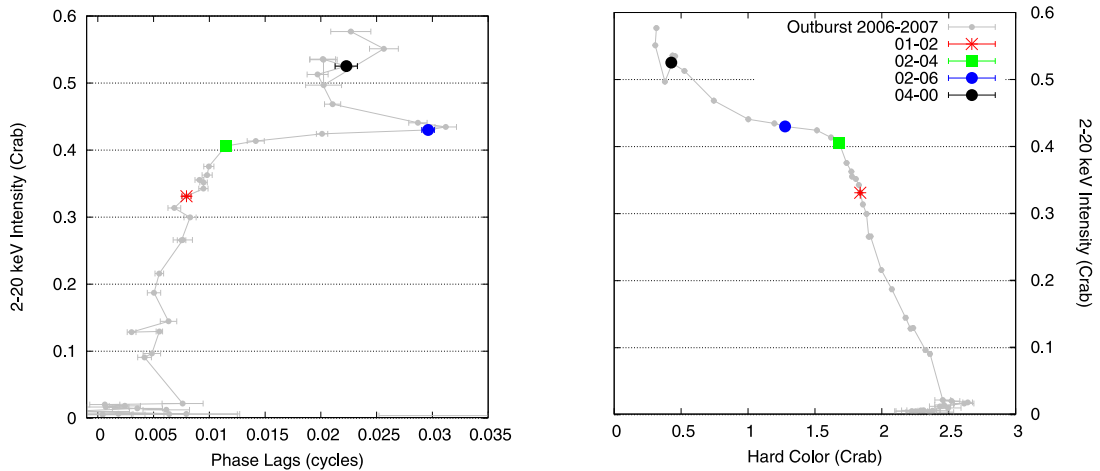 0.6
0.5
0.4
0.3
0.2
0.1
0
2-20 keV Intensity (Crab)
0 0.005 0.01 0.015 0.02 0.025 0.03 0.035
Phase Lags (cycles)
Outburst 2006-2007
01-02
02-04
02-06
04-00
0.6
0.5
0.4
0.3
0.2
0.1
0
2-20 keV Intensity (Crab)
0 0.5 1 1.5 2 2.5 3
Hard Color (Crab)